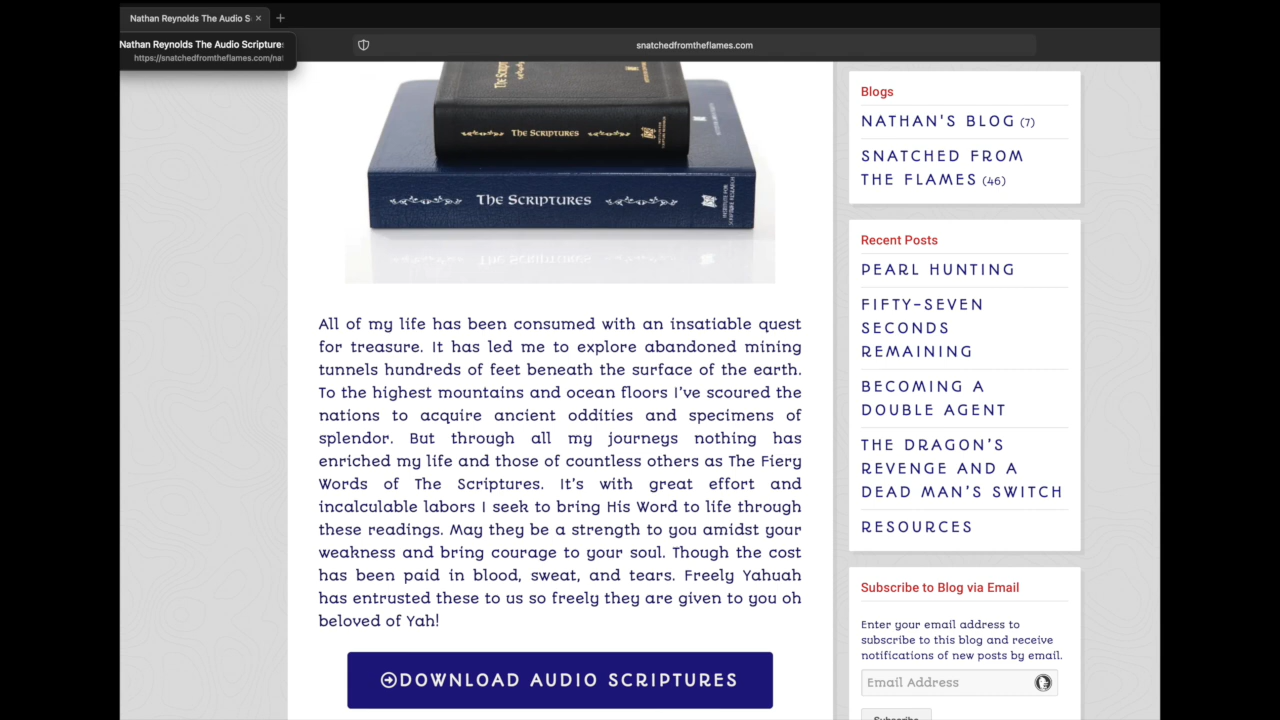 Nathan Reynolds The Audio S
Nathan Reynolds The Audio Scripture
https://snatchedfromtheflames.com/na
snatchedfromtheflames.com
The Scriptures
The Scriptures
INSTITUTE FOR
SCRIPTURE RESEARCH
All of my life has been consumed with an insatiable quest
for treasure. It has led me to explore abandoned mining
tunnels hundreds of feet beneath the surface of the earth.
To the highest mountains and ocean floors I've scoured the
nations to acquire ancient oddities and specimens of
splendor. But through all my journeys nothing has
enriched my life and those of countless others as The Fiery
Words of The Scriptures. It's with great effort and
incalculable labors I seek to bring His Word to life through
these readings. May they be a strength to you amidst your
weakness and bring courage to your soul. Though the cost
has been paid in blood, sweat, and tears. Freely Yahuah
has entrusted these to us so freely they are given to you oh
beloved of Yah!
DOWNLOAD AUDIO SCRIPTURES
Blogs
NATHAN'S BLOG (7)
SNATCHED FROM
THE FLAMES (46)
Recent Posts
PEARL HUNTING
FIFTY-SEVEN
SECONDS
REMAINING
BECOMING A
DOUBLE AGENT
THE DRAGON'S
REVENGE AND A
DEAD MAN'S SWITCH
RESOURCES
Subscribe to Blog via Email
Enter your email address to
subscribe to this blog and receive
notifications of new posts by email.
Email Address
Subscribe